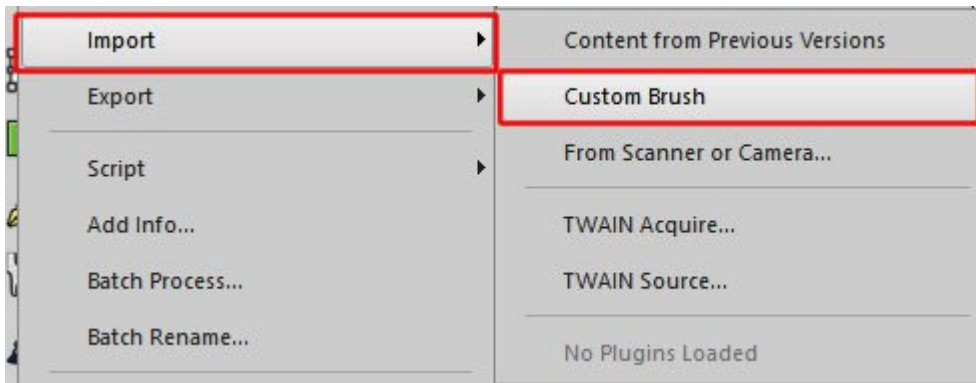 Import
Export
Script
Add Info...
Batch Process...
Batch Rename...
Content from Previous Versions
Custom Brush
From Scanner or Camera...
TWAIN Acquire...
TWAIN Source...
No Plugins Loaded